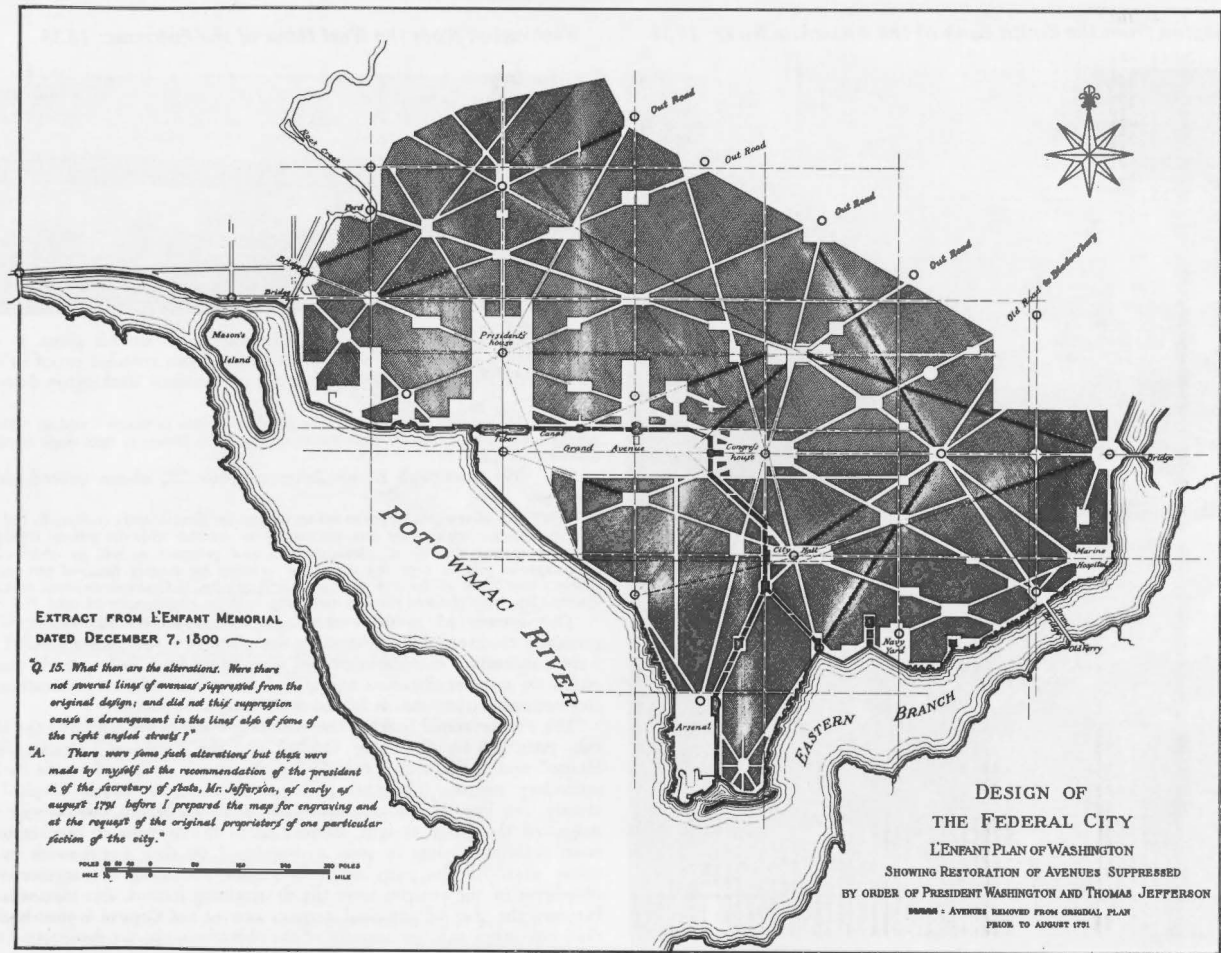 Out Road
Out Road
Out Road
Out Road
Old Road to Bladensburg
Ford
Bridge
Bridge
Mason's
Island
President's
house
Tiber
Canal
Grand Avenue
Congress
house
Bridge
City Hall
Marine
Hospital
Navy
Yard
Old Ferry
Arsenal
POTOWMAC
RIVER
EASTERN
BRANCH
EXTRACT FROM L'ENFANT MEMORIAL
DATED DECEMBER 7, 1800
"Q. 15. What then are the alterations. Were there
not several lines of avenues suppressed from the
original design; and did not this suppression
cause a derangement in the lines also of some of
the right angled streets?"
"A. There were some such alterations but these were
made by myself at the recommendation of the president
& of the secretary of state, Mr. Jefferson, as early as
august 1791 before I prepared the map for engraving and
at the request of the original proprietors of one particular
section of the city."
POLES
POLES
MILE
1 MILE
DESIGN OF
THE FEDERAL CITY
L'ENFANT PLAN OF WASHINGTON
SHOWING RESTORATION OF AVENUES SUPPRESSED
BY ORDER OF PRESIDENT WASHINGTON AND THOMAS JEFFERSON
= AVENUES REMOVED FROM ORIGINAL PLAN
PRIOR TO AUGUST 1791